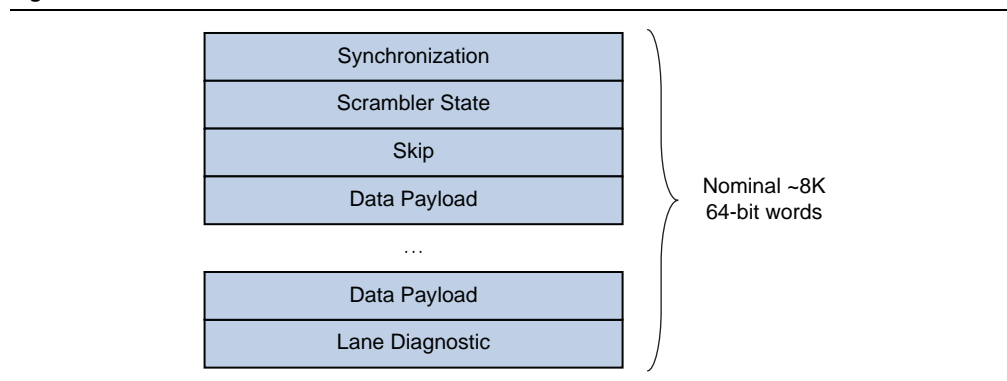 Synchronization
Scrambler State
Skip
Data Payload
Nominal ~8K
64-bit words
...
Data Payload
Lane Diagnostic